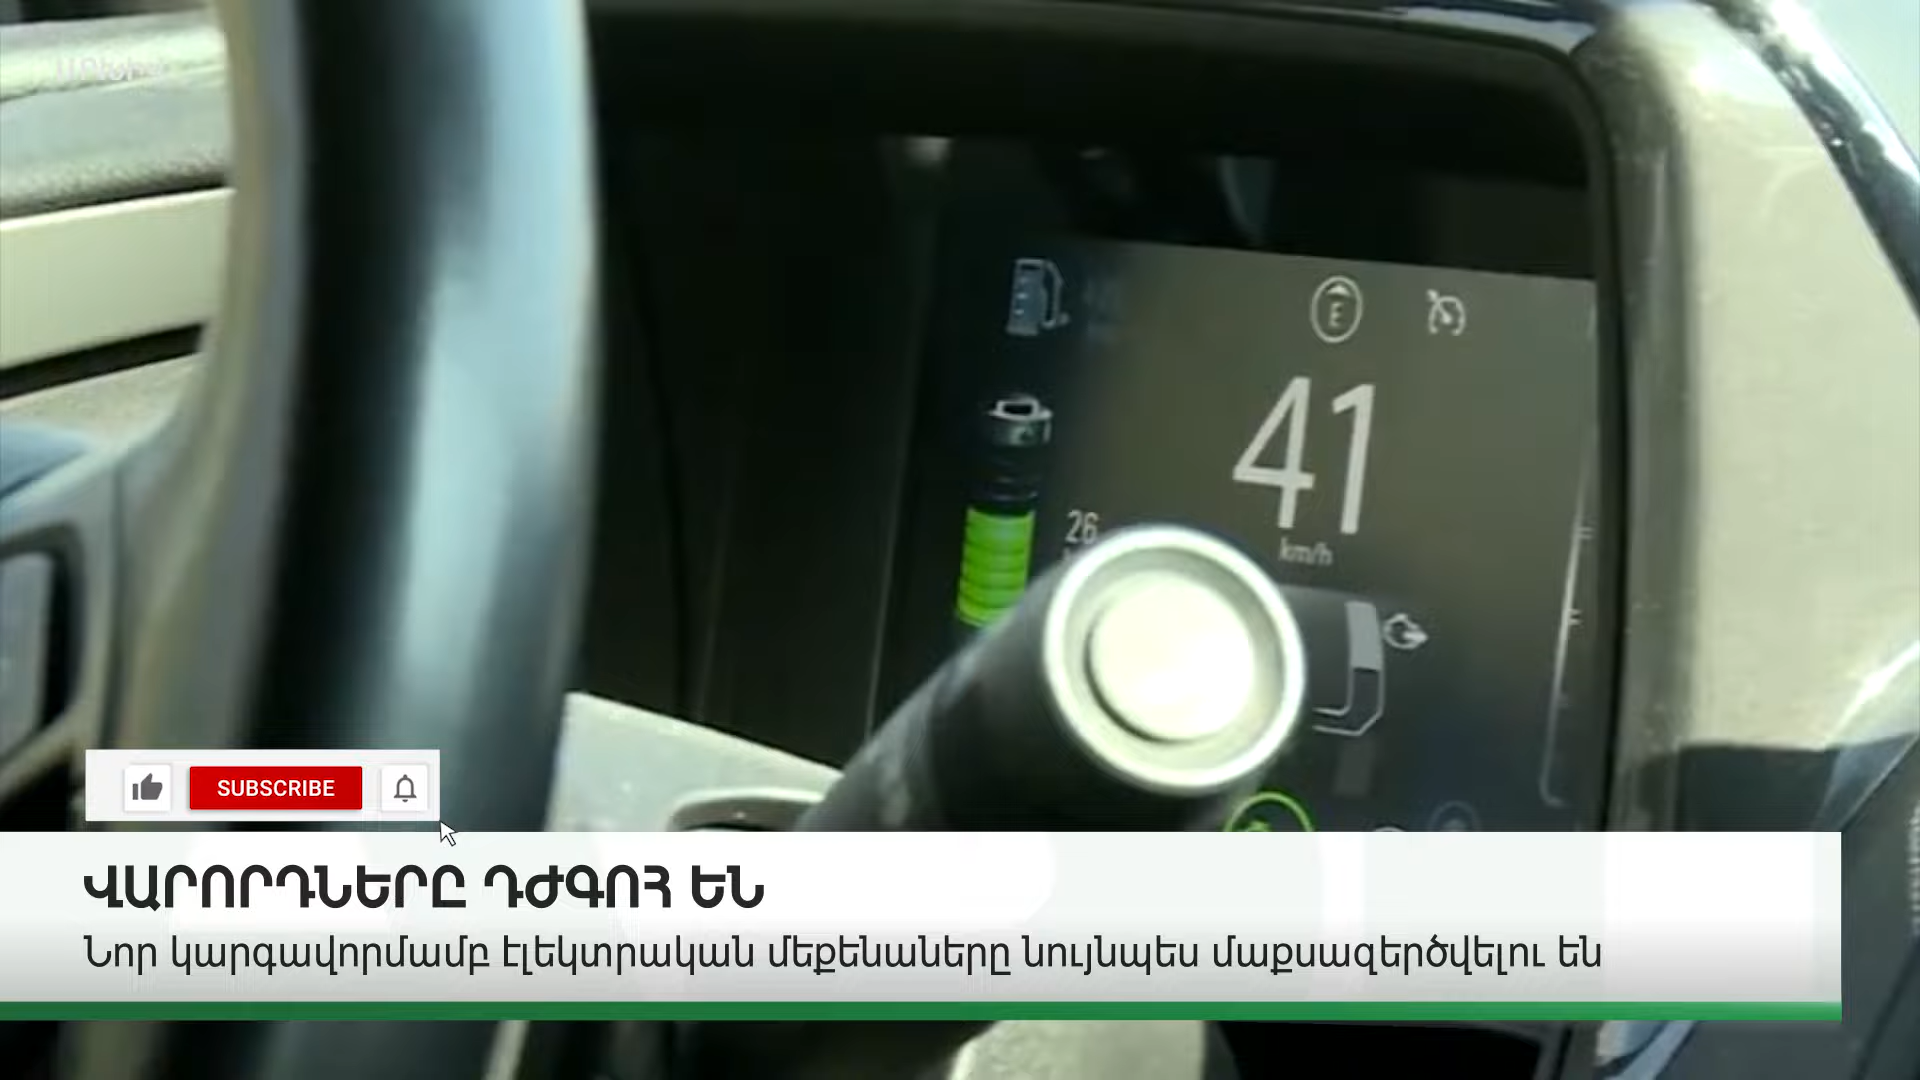 E
41
26
km/h
SUBSCRIBE
ՎԱՐՈՐԴՆԵՐԸ ԴԺԳՈՀ ԵՆ
Նոր կարգավորմամբ էլեկտրական մեքենաները նույնպես մաքսազերծվելու են